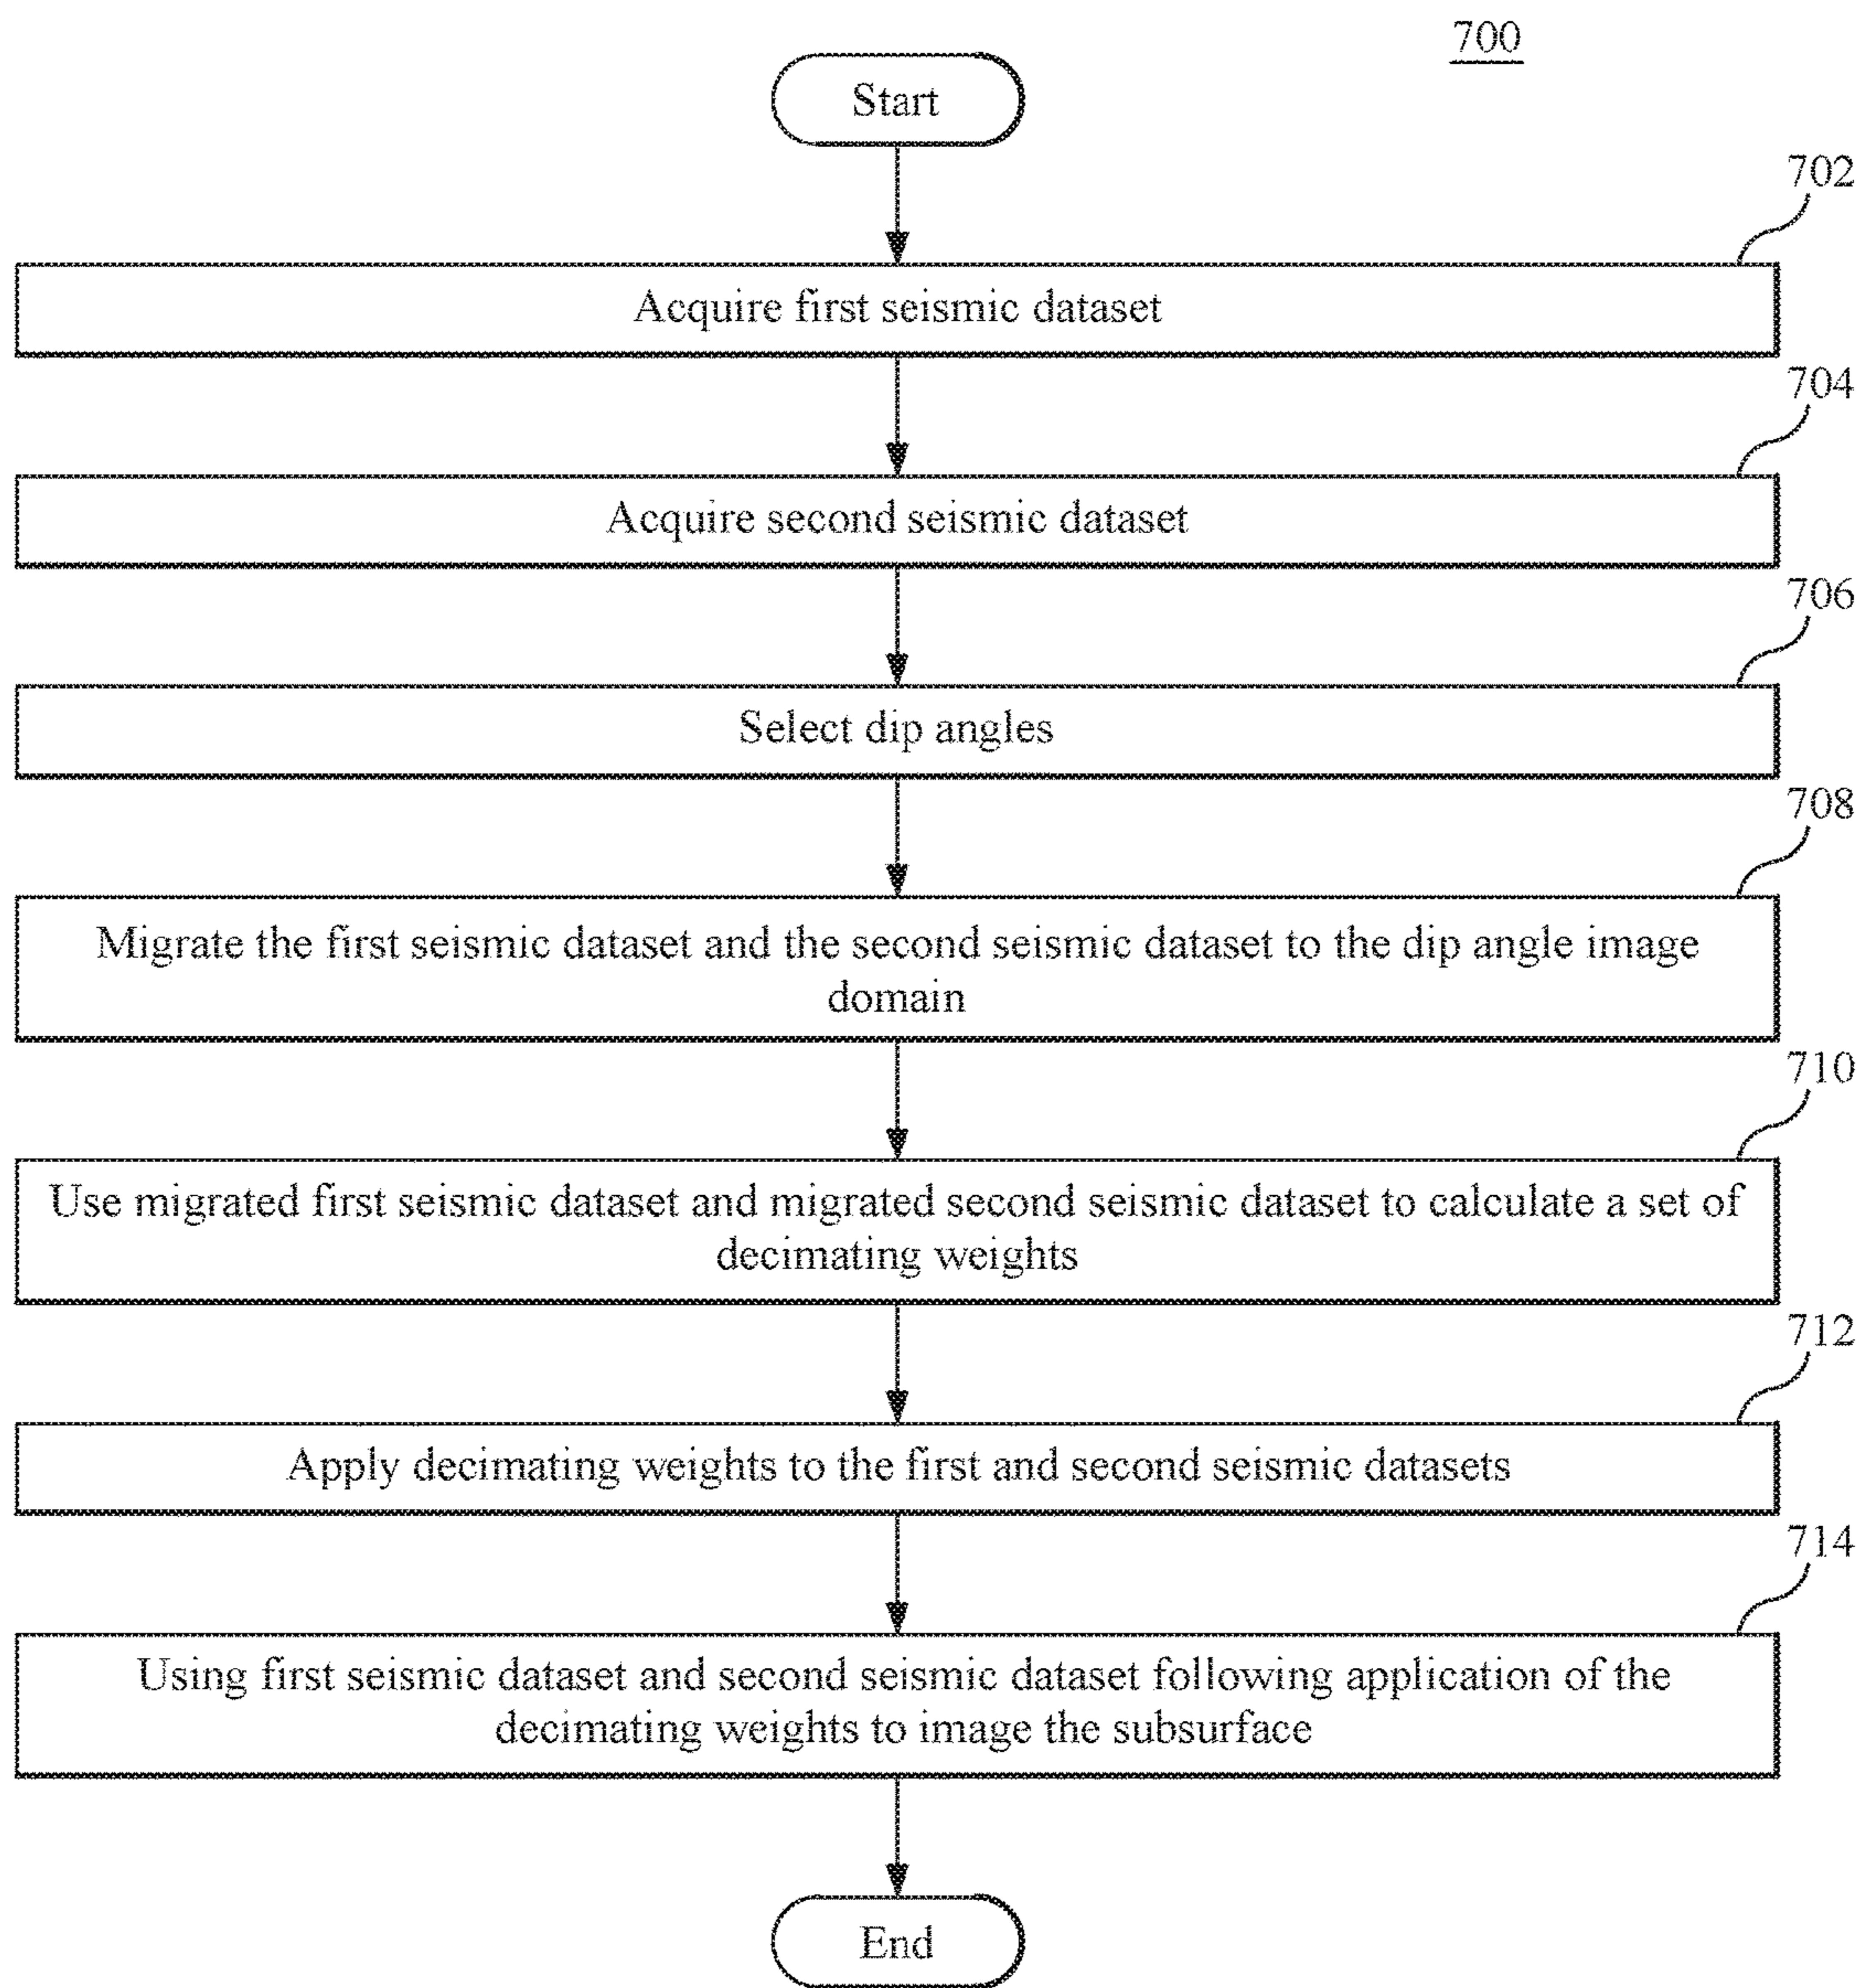 700
Start
702
Acquire first seismic dataset
704
Acquire second seismic dataset
706
Select dip angles
708
Migrate the first seismic dataset and the second seismic dataset to the dip angle image
domain
710
Use migrated first seismic dataset and migrated second seismic dataset to calculate a set of
decimating weights
712
Apply decimating weights to the first and second seismic datasets
714
Using first seismic dataset and second seismic dataset following application of the
decimating weights to image the subsurface
End